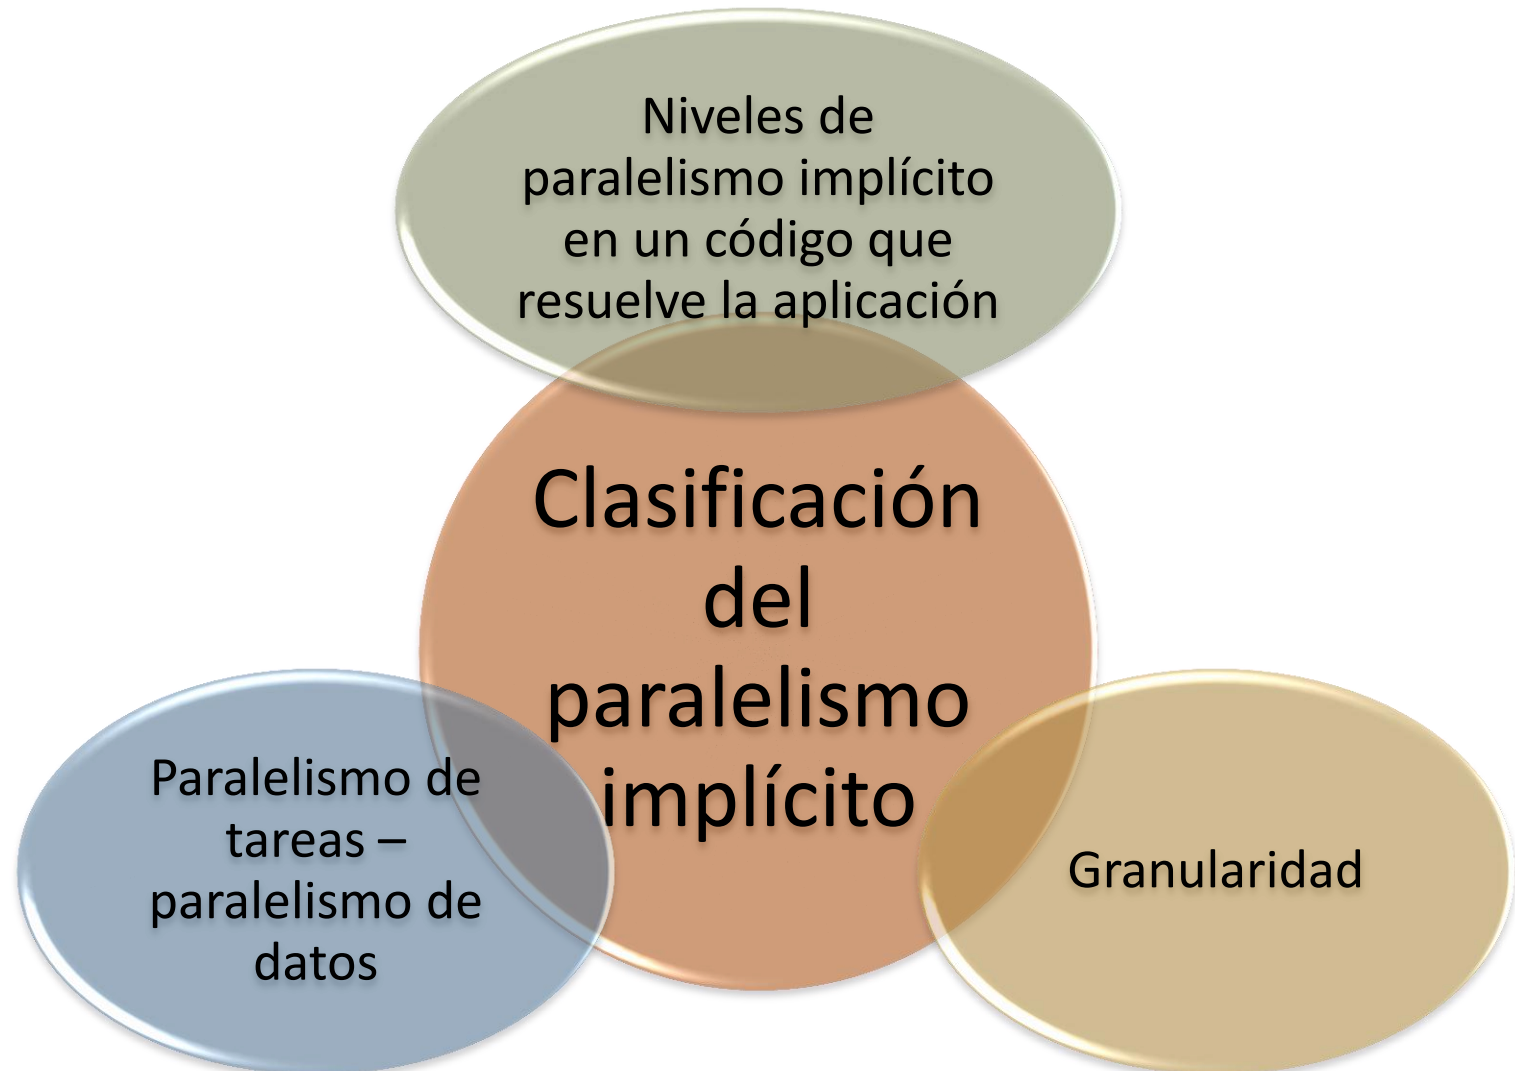 Niveles de
paralelismo implícito
en un código que
resuelve la aplicación
Clasificación
del
paralelismo
implícito
Paralelismo de
tareas –
paralelismo de
datos
Granularidad